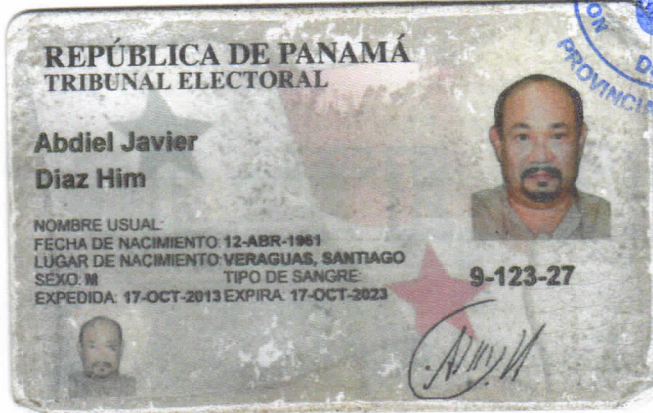 REPÚBLICA DE PANAMÁ
TRIBUNAL ELECTORAL
Abdiel Javier
Diaz Him
NOMBRE USUAL:
FECHA DE NACIMIENTO: 12-ABR-1961
LUGAR DE NACIMIENTO: VERAGUAS, SANTIAGO
SEXO: M TIPO DE SANGRE:
EXPEDIDA: 17-OCT-2013 EXPIRA: 17-OCT-2023
9-123-27